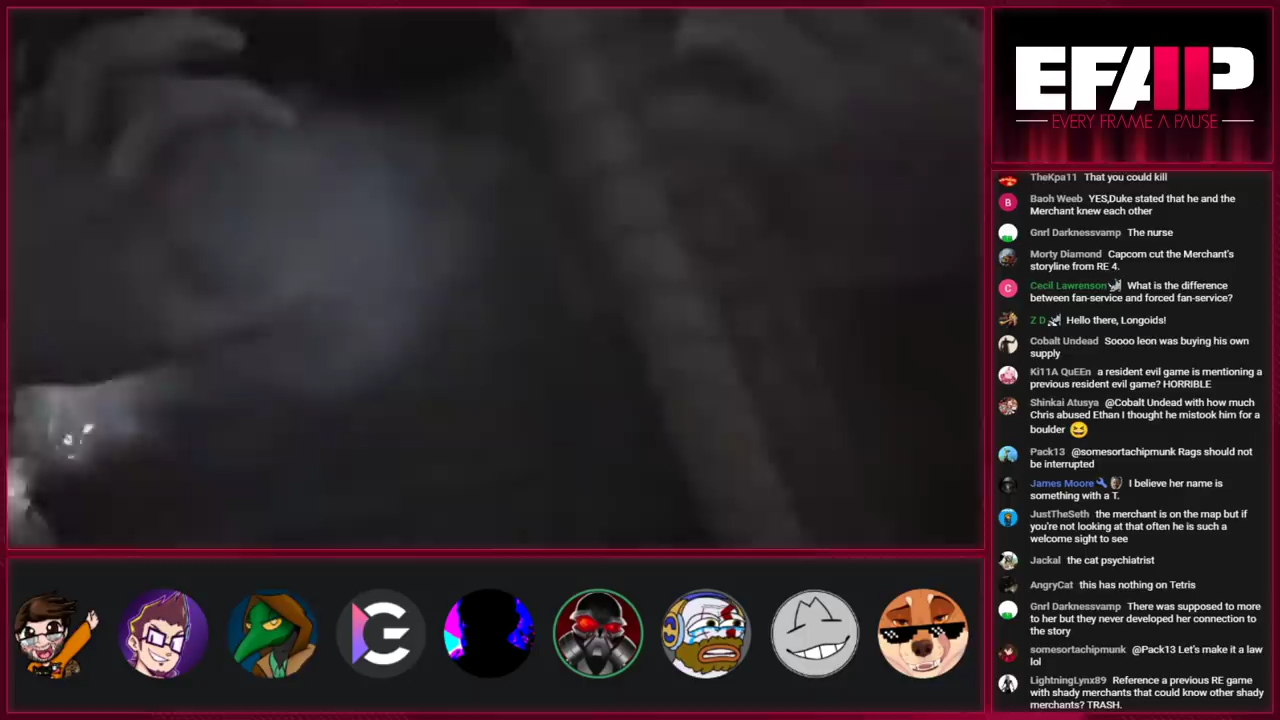 EFAP
EVERY FRAME A PAUSE
TheKpa11 That you could kill
Baoh Weeb YES,Duke stated that he and the
Merchant knew each other
Gnrl Darknessvamp The nurse
Morty Diamond Capcom cut the Merchant's
storyline from RE 4.
Cecil Lawrenson What is the difference
between fan-service and forced fan-service?
Z D Hello there, Longoids!
Cobalt Undead Soooo leon was buying his own
supply
Ki11A QuEEn a resident evil game is mentioning a
previous resident evil game? HORRIBLE
Shinkai Atusya @Cobalt Undead with how much
Chris abused Ethan I thought he mistook him for a
boulder 😆
Pack13 @somesortachipmunk Rags should not
be interrupted
James Moore I believe her name is
something with a T.
JustTheSeth the merchant is on the map but if
you're not looking at that often he is such a
welcome sight to see
Jackal the cat psychiatrist
AngryCat this has nothing on Tetris
Gnrl Darknessvamp There was supposed to more
to her but they never developed her connection to
the story
somesortachipmunk @Pack13 Let's make it a law
lol
LightningLynx89 Reference a previous RE game
with shady merchants that could know other shady
merchants? TRASH.